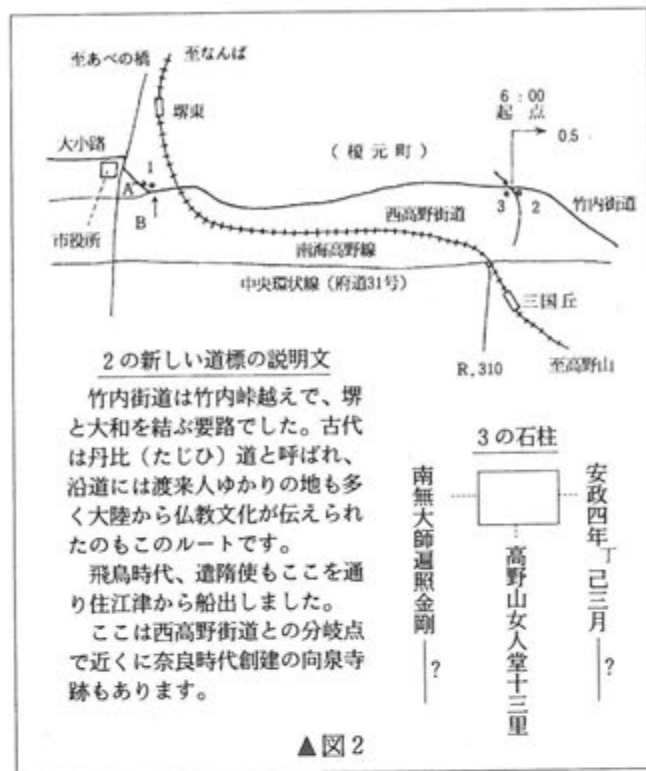 至あべの橋
至なんば
堺東
6：00
起点
0.5
大小路
（榎元町）
1
A
B
3
2
竹内街道
西高野街道
市役所
南海高野線
中央環状線（府道31号）
三国丘
R,310
至高野山
2の新しい道標の説明文
竹内街道は竹内峠越えで、堺
と大和を結ぶ要路でした。古代
は丹比（たじひ）道と呼ばれ、
沿道には渡来人ゆかりの地も多
く大陸から仏教文化が伝えられ
たのもこのルートです。
飛鳥時代、遣隋使もここを通
り住江津から船出しました。
ここは西高野街道との分岐点
で近くに奈良時代創建の向泉寺
跡もあります。
3の石柱
安政四年丁己三月――？
高野山女人堂十三里
南無大師遍照金剛――？
▲図2